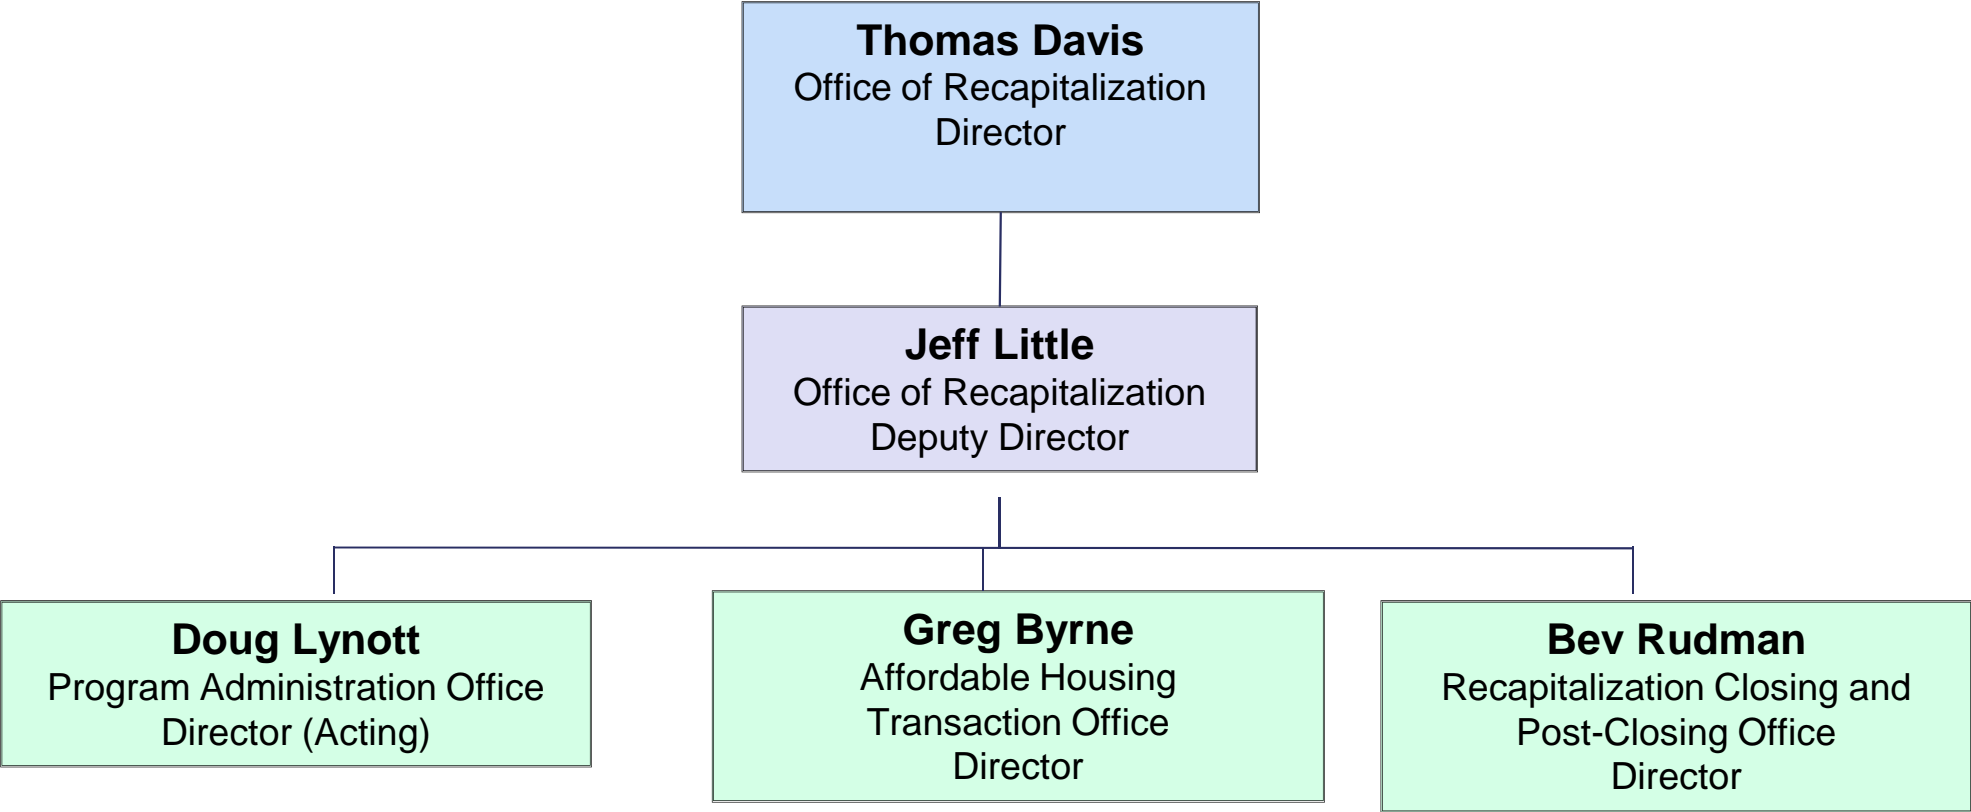 Thomas Davis
Office of Recapitalization
Director
Jeff Little
Office of Recapitalization
Deputy Director
Doug Lynott
Program Administration Office
Director (Acting)
Greg Byrne
Affordable Housing
Transaction Office
Director
Bev Rudman
Recapitalization Closing and
Post-Closing Office
Director